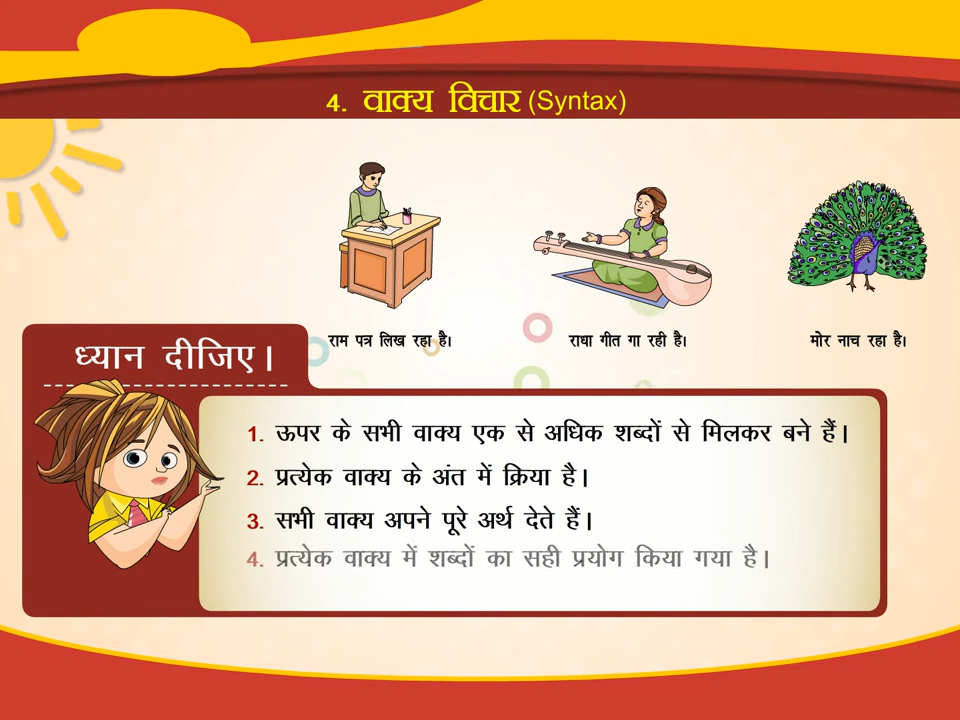 4. वाक्य विचार (Syntax)
राम पत्र लिख रहा है।
राधा गीत गा रही है।
मोर नाच रहा है।
ध्यान दीजिए।
1. ऊपर के सभी वाक्य एक से अधिक शब्दों से मिलकर बने हैं।
2. प्रत्येक वाक्य के अंत में क्रिया है।
3. सभी वाक्य अपने पूरे अर्थ देते हैं।
4. प्रत्येक वाक्य में शब्दों का सही प्रयोग किया गया है।